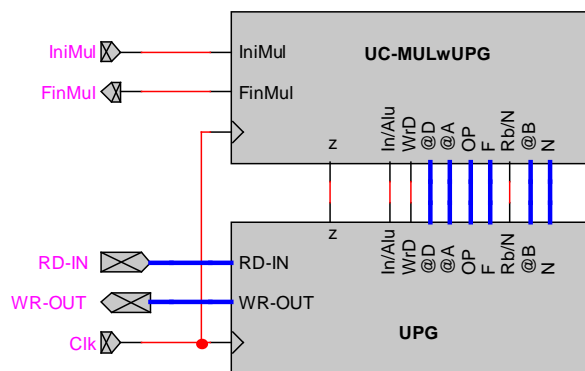 IniMul
IniMul
UC-MULwUPG
FinMul
FinMul
z
In/Alu
WrD
@D
@A
OP
F
Rb/N
@B
N
z
In/Alu
WrD
@D
@A
OP
F
Rb/N
@B
N
RD-IN
RD-IN
WR-OUT
WR-OUT
UPG
Clk